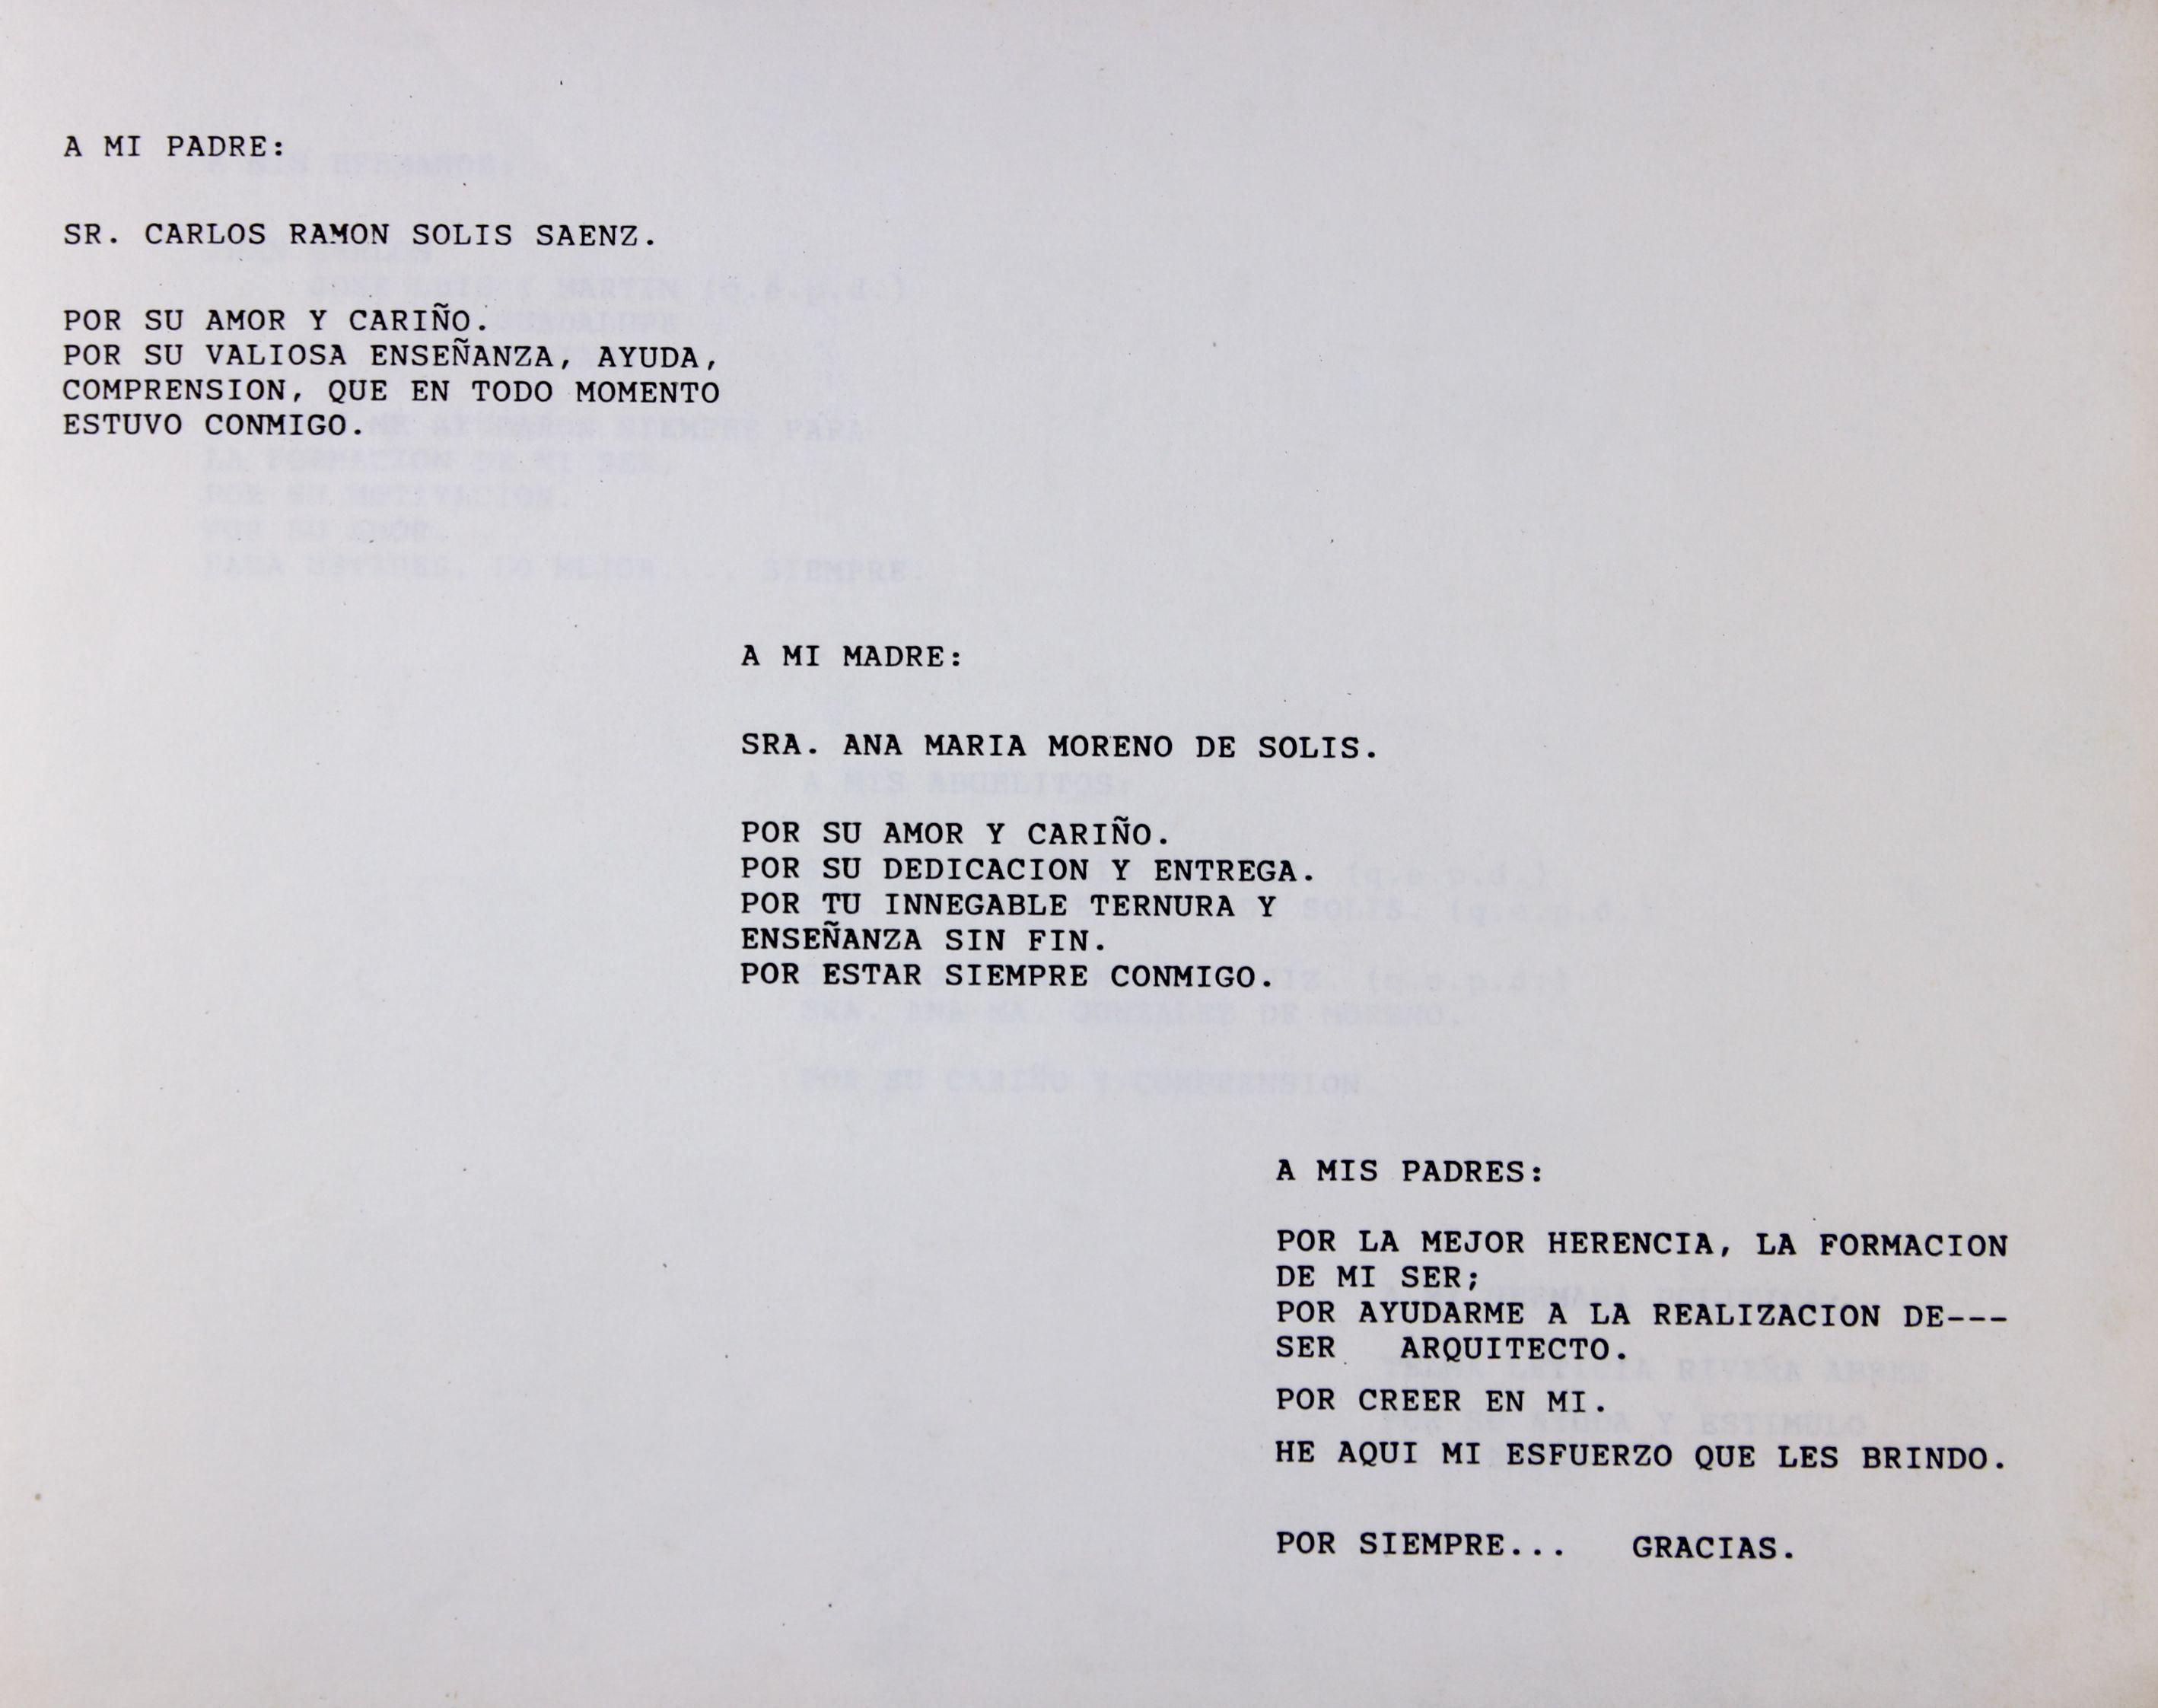 A MI PADRE:
SR. CARLOS RAMON SOLIS SAENZ.
POR SU AMOR Y CARIÑO.
POR SU VALIOSA ENSEÑANZA, AYUDA,
COMPRENSION, QUE EN TODO MOMENTO
ESTUVO CONMIGO.
A MI MADRE:
SRA. ANA MARIA MORENO DE SOLIS.
POR SU AMOR Y CARIÑO.
POR SU DEDICACION Y ENTREGA.
POR TU INNEGABLE TERNURA Y
ENSEÑANZA SIN FIN.
POR ESTAR SIEMPRE CONMIGO.
A MIS PADRES:
POR LA MEJOR HERENCIA, LA FORMACION
DE MI SER;
POR AYUDARME A LA REALIZACION DE---
SER ARQUITECTO.
POR CREER EN MI.
HE AQUI MI ESFUERZO QUE LES BRINDO.
POR SIEMPRE... GRACIAS.